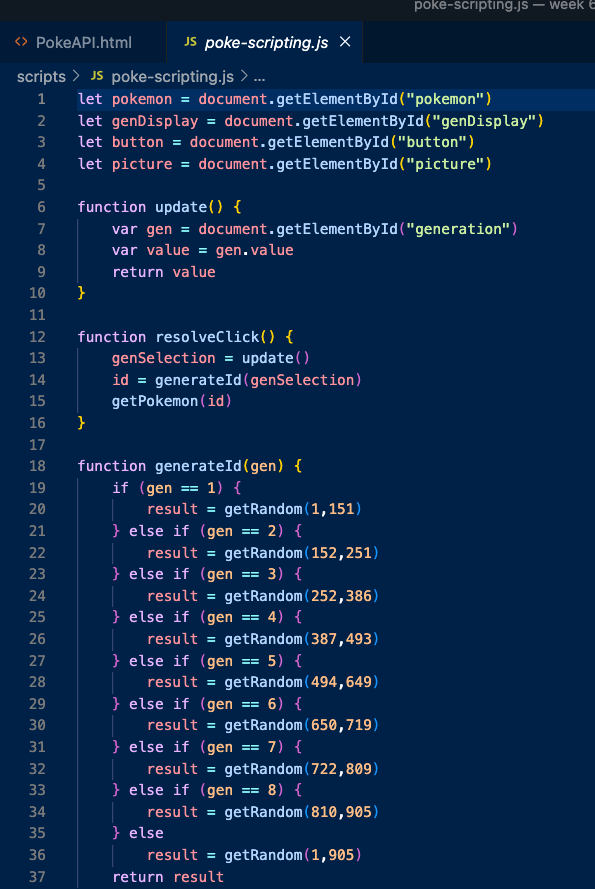 poke-scripting.js — week 6
<> PokeAPI.html JS poke-scripting.js ×
scripts > JS poke-scripting.js > ...
1 let pokemon = document.getElementById("pokemon")
2 let genDisplay = document.getElementById("genDisplay")
3 let button = document.getElementById("button")
4 let picture = document.getElementById("picture")
5
6 function update() {
7     var gen = document.getElementById("generation")
8     var value = gen.value
9     return value
10 }
11
12 function resolveClick() {
13     genSelection = update()
14     id = generateId(genSelection)
15     getPokemon(id)
16 }
17
18 function generateId(gen) {
19     if (gen == 1) {
20         result = getRandom(1,151)
21     } else if (gen == 2) {
22         result = getRandom(152,251)
23     } else if (gen == 3) {
24         result = getRandom(252,386)
25     } else if (gen == 4) {
26         result = getRandom(387,493)
27     } else if (gen == 5) {
28         result = getRandom(494,649)
29     } else if (gen == 6) {
30         result = getRandom(650,719)
31     } else if (gen == 7) {
32         result = getRandom(722,809)
33     } else if (gen == 8) {
34         result = getRandom(810,905)
35     } else
36         result = getRandom(1,905)
37     return result